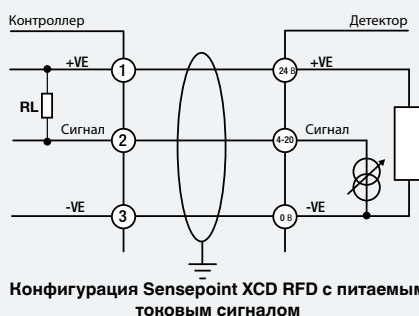 Контроллер Детектор
+VE 1 24 В +VE
RL
Сигнал 2 4-20 Сигнал
-VE 3 0 В -VE
Конфигурация Sensepoint XCD RFD с питаемым
токовым сигналом